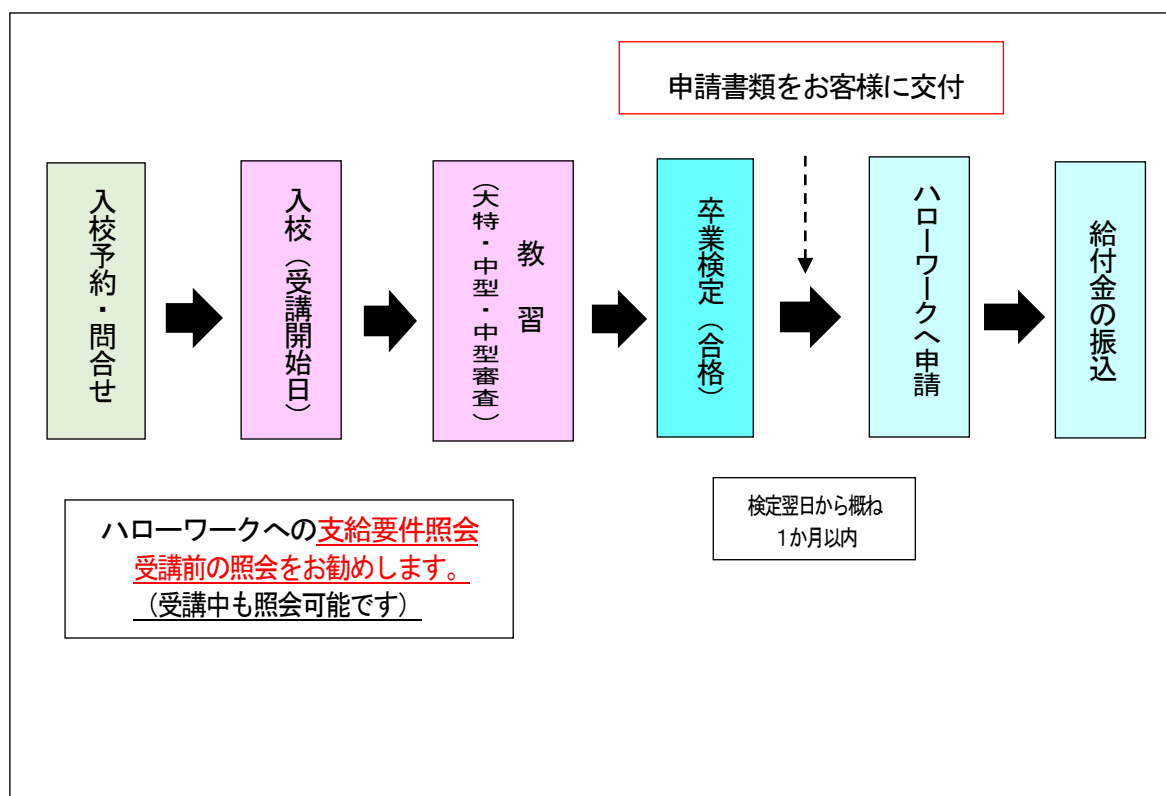 申請書類をお客様に交付
入校予約・問合せ
入校（受講開始日）
教習
（大特・中型・中型審査）
卒業検定（合格）
ハローワークへ申請
給付金の振込
ハローワークへの支給要件照会
受講前の照会をお勧めします。
（受講中も照会可能です）
検定翌日から概ね
１か月以内